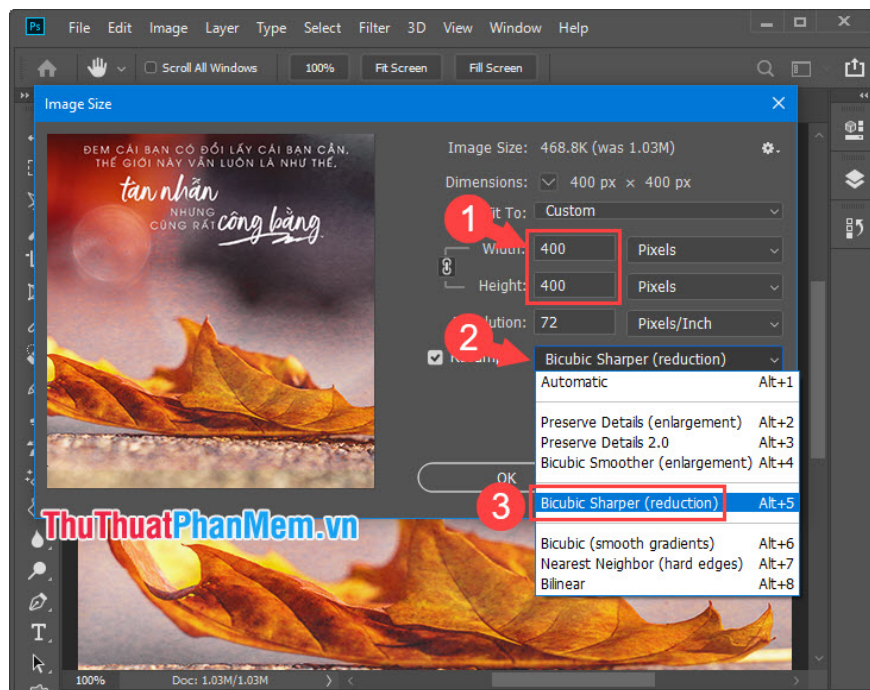 Ps File Edit Image Layer Type Select Filter 3D View Window Help
Scroll All Windows 100% Fit Screen Fill Screen
Image Size
ĐEM CÁI BẠN CÓ ĐỔI LẤY CÁI BẠN CẦN,
THẾ GIỚI NÀY VẪN LUÔN LÀ NHƯ THẾ,
tàn nhẫn
NHƯNG
CŨNG RẤT công bằng
Image Size: 468.8K (was 1.03M)
Dimensions: 400 px × 400 px
Fit To: Custom
1
Width: 400 Pixels
Height: 400 Pixels
Resolution: 72 Pixels/Inch
2
Bicubic Sharper (reduction)
Automatic Alt+1
Preserve Details (enlargement) Alt+2
Preserve Details 2.0 Alt+3
Bicubic Smoother (enlargement) Alt+4
OK
3
Bicubic Sharper (reduction) Alt+5
ThuThuatPhanMem.vn
Bicubic (smooth gradients) Alt+6
Nearest Neighbor (hard edges) Alt+7
Bilinear Alt+8
T
100% Doc: 1.03M/1.03M